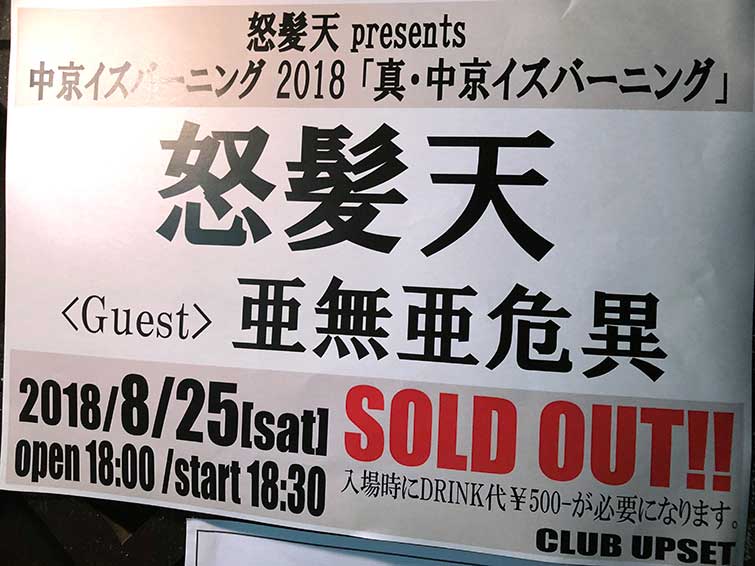 怒髪天 presents
中京イズバーニング 2018「真・中京イズバーニング」
怒髪天
<Guest> 亜無亜危異
2018/8/25[sat]
open 18:00 /start 18:30
SOLD OUT!!
入場時にDRINK代￥500-が必要になります。
CLUB UPSET